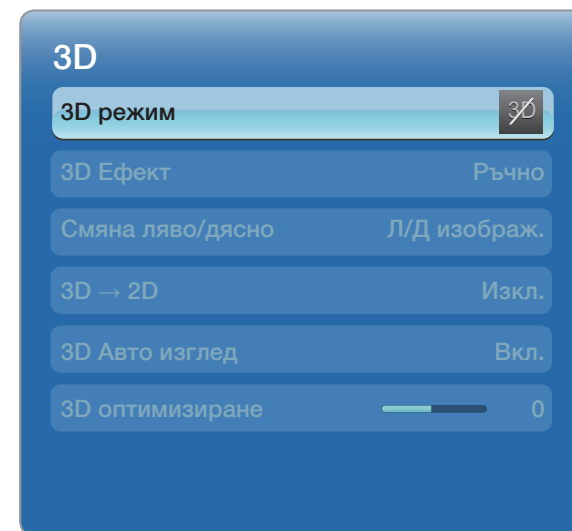 3D
3D режим 3D
3D Ефект Ръчно
Смяна ляво/дясно Л/Д изображ.
3D → 2D Изкл.
3D Авто изглед Вкл.
3D оптимизиране 0